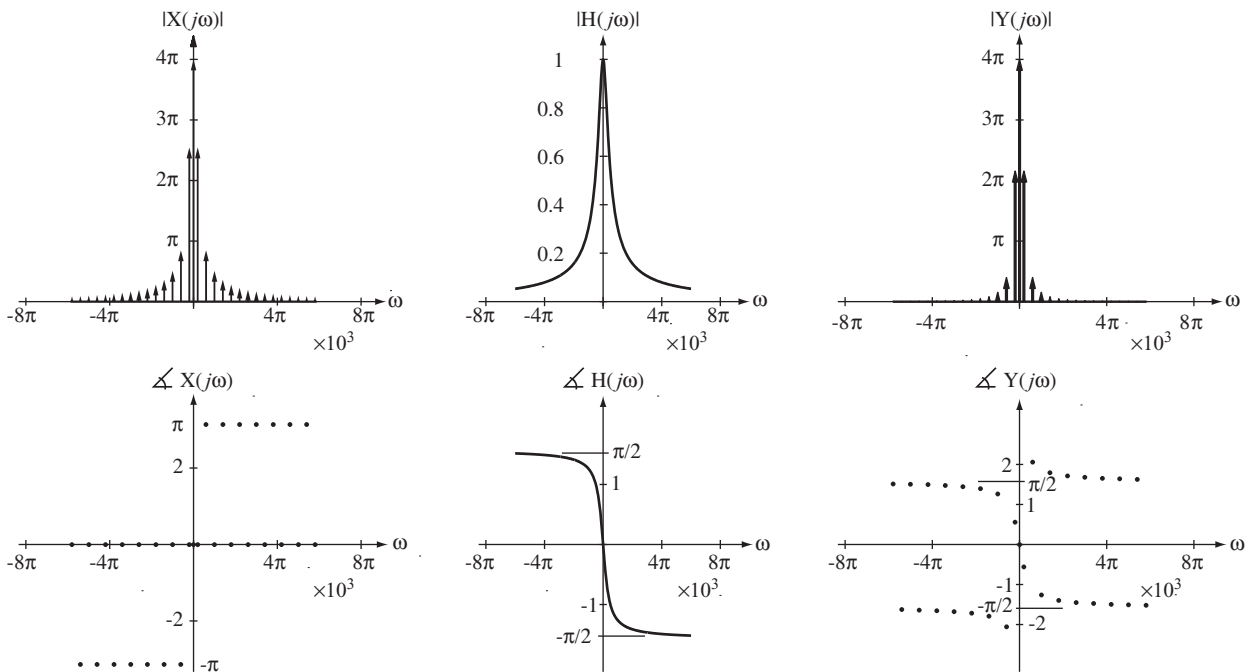 |X(jω)|
4π
3π
2π
π
-8π
-4π
4π
8π
ω
×10³
|H(jω)|
1
0.8
0.6
0.4
0.2
-8π
-4π
4π
8π
ω
×10³
|Y(jω)|
4π
3π
2π
π
-8π
-4π
4π
8π
ω
×10³
∡ X(jω)
π
2
-8π
-4π
4π
8π
ω
×10³
-2
-π
∡ H(jω)
π/2
1
-8π
-4π
4π
8π
ω
×10³
-1
-π/2
∡ Y(jω)
2
π/2
1
-8π
-4π
4π
8π
ω
×10³
-1
-π/2
-2